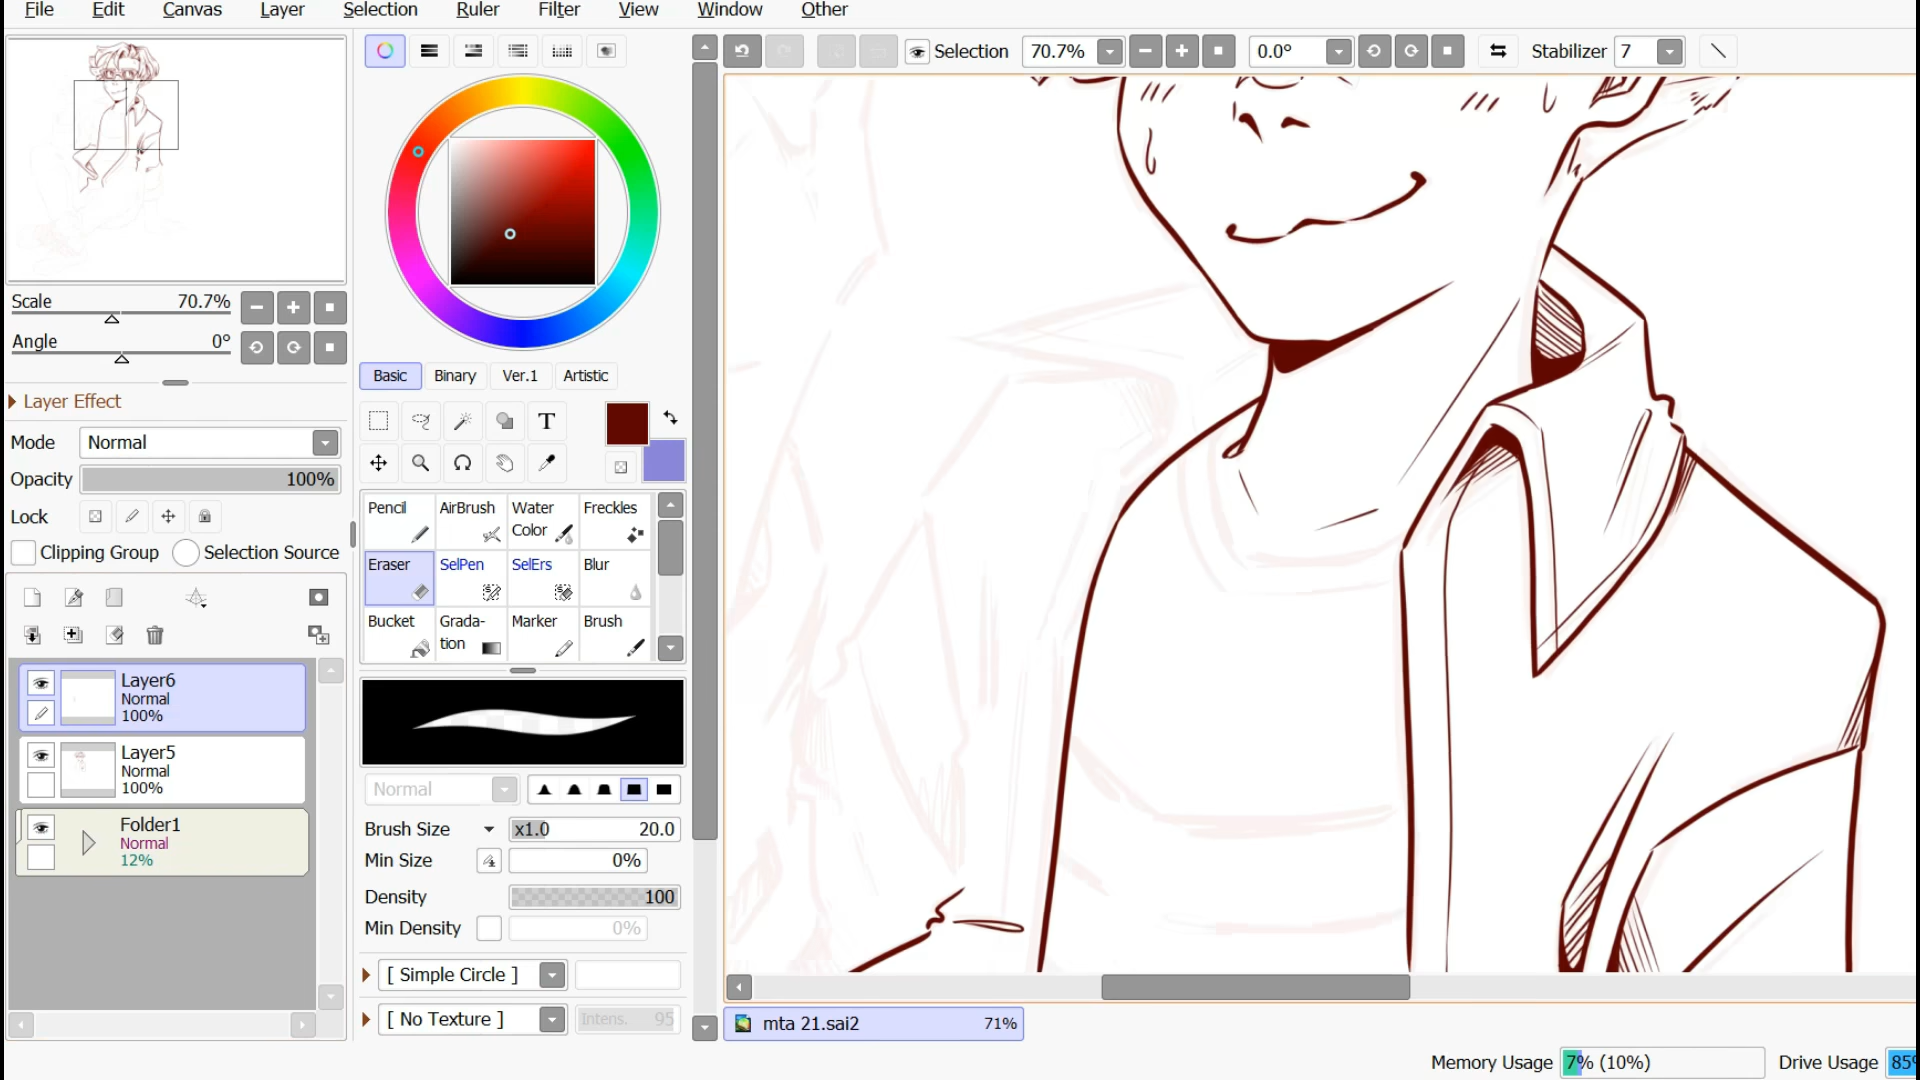 File Edit Canvas Layer Selection Ruler Filter View Window Other
Selection 70.7% 0.0° Stabilizer 7
Scale 70.7%
Angle 0°
Layer Effect
Mode Normal
Opacity 100%
Lock
Clipping Group Selection Source
Layer6
Normal
100%
Layer5
Normal
100%
Folder1
Normal
12%
Basic Binary Ver.1 Artistic
T
Pencil AirBrush Water Color Freckles
Eraser SelPen SelErs Blur
Bucket Grada-tion Marker Brush
Normal
Brush Size x1.0 20.0
Min Size 0%
Density 100
Min Density 0%
[ Simple Circle ]
[ No Texture ] Intens. 95
mta 21.sai2 71%
Memory Usage 7% (10%) Drive Usage 85%